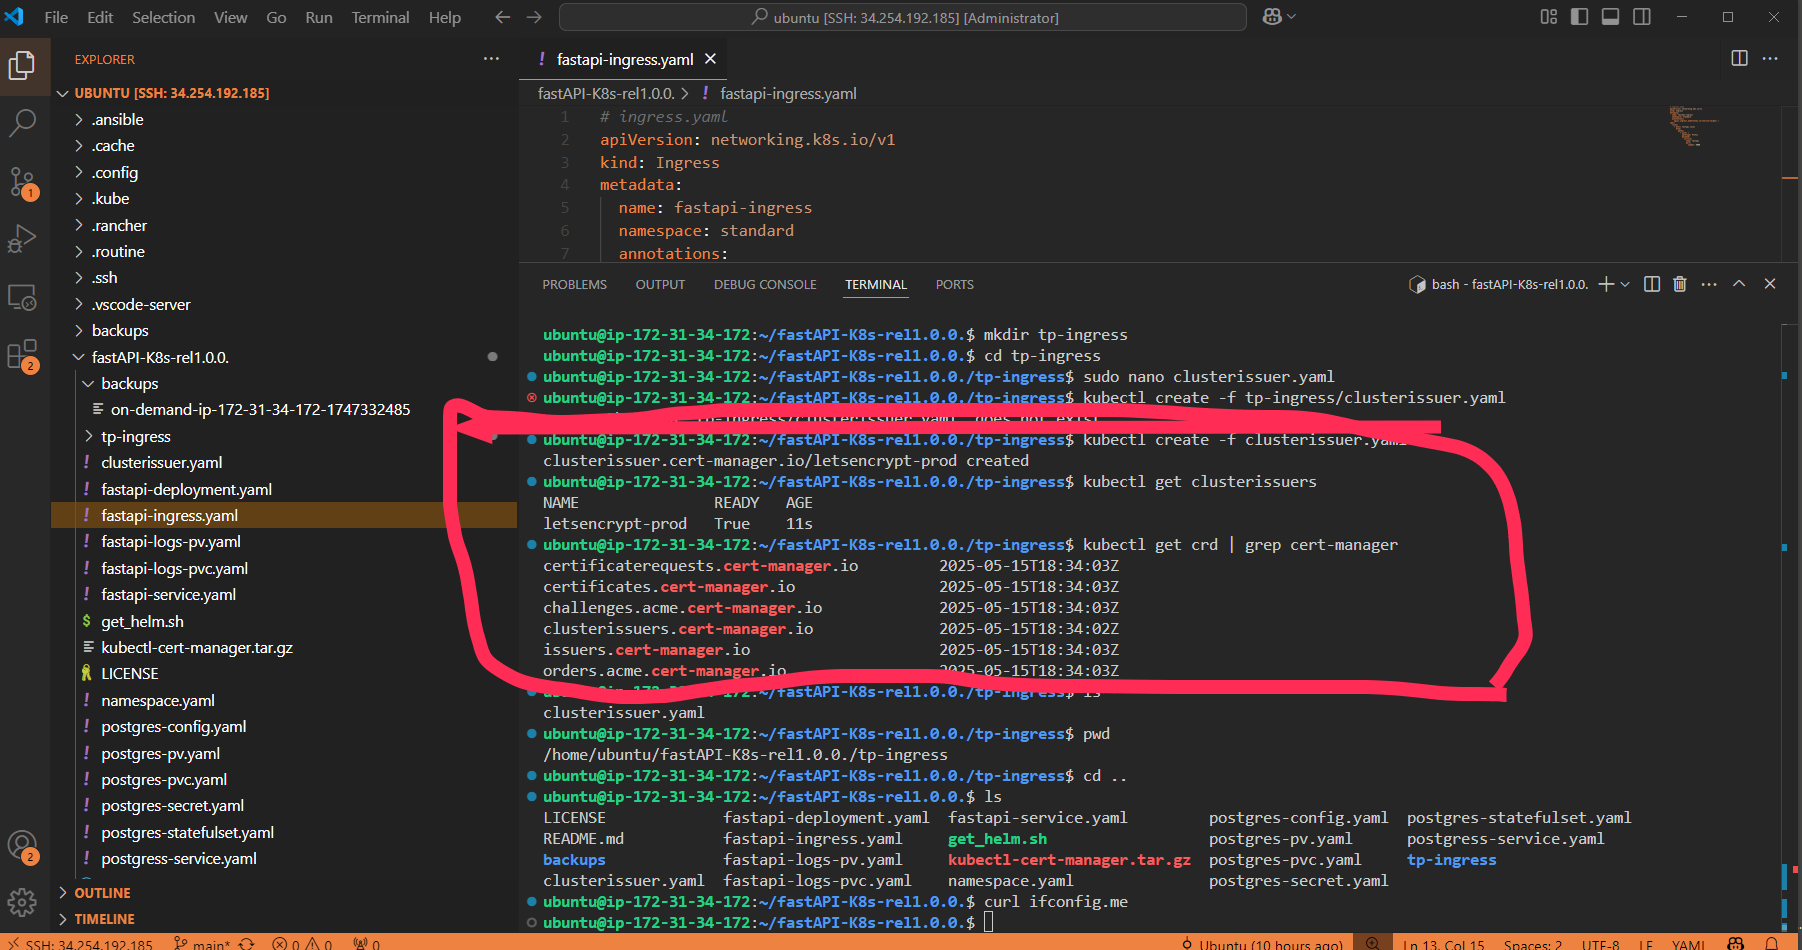 File Edit Selection View Go Run Terminal Help
ubuntu [SSH: 34.254.192.185] [Administrator]
EXPLORER
UBUNTU [SSH: 34.254.192.185]
.ansible
.cache
.config
.kube
.rancher
.routine
.ssh
.vscode-server
backups
fastAPI-K8s-rel1.0.0.
backups
on-demand-ip-172-31-34-172-1747332485
tp-ingress
clusterissuer.yaml
fastapi-deployment.yaml
fastapi-ingress.yaml
fastapi-logs-pv.yaml
fastapi-logs-pvc.yaml
fastapi-service.yaml
get_helm.sh
kubectl-cert-manager.tar.gz
LICENSE
namespace.yaml
postgres-config.yaml
postgres-pv.yaml
postgres-pvc.yaml
postgres-secret.yaml
postgres-statefulset.yaml
postgress-service.yaml
OUTLINE
TIMELINE
1
2
2
fastapi-ingress.yaml
fastAPI-K8s-rel1.0.0. > ! fastapi-ingress.yaml
1 # ingress.yaml
2 apiVersion: networking.k8s.io/v1
3 kind: Ingress
4 metadata:
5 name: fastapi-ingress
6 namespace: standard
7 annotations:
PROBLEMS OUTPUT DEBUG CONSOLE TERMINAL PORTS
bash - fastAPI-K8s-rel1.0.0.
ubuntu@ip-172-31-34-172:~/fastAPI-K8s-rel1.0.0.$ mkdir tp-ingress
ubuntu@ip-172-31-34-172:~/fastAPI-K8s-rel1.0.0.$ cd tp-ingress
ubuntu@ip-172-31-34-172:~/fastAPI-K8s-rel1.0.0./tp-ingress$ sudo nano clusterissuer.yaml
ubuntu@ip-172-31-34-172:~/fastAPI-K8s-rel1.0.0./tp-ingress$ kubectl create -f tp-ingress/clusterissuer.yaml
tp-ingress/clusterissuer.yaml" does not exist
ubuntu@ip-172-31-34-172:~/fastAPI-K8s-rel1.0.0./tp-ingress$ kubectl create -f clusterissuer.yaml
clusterissuer.cert-manager.io/letsencrypt-prod created
ubuntu@ip-172-31-34-172:~/fastAPI-K8s-rel1.0.0./tp-ingress$ kubectl get clusterissuers
NAME READY AGE
letsencrypt-prod True 11s
ubuntu@ip-172-31-34-172:~/fastAPI-K8s-rel1.0.0./tp-ingress$ kubectl get crd | grep cert-manager
certificaterequests.cert-manager.io 2025-05-15T18:34:03Z
certificates.cert-manager.io 2025-05-15T18:34:03Z
challenges.acme.cert-manager.io 2025-05-15T18:34:03Z
clusterissuers.cert-manager.io 2025-05-15T18:34:02Z
issuers.cert-manager.io 2025-05-15T18:34:03Z
orders.acme.cert-manager.io 2025-05-15T18:34:03Z
ubuntu@ip-172-31-34-172:~/fastAPI-K8s-rel1.0.0./tp-ingress$ ls
clusterissuer.yaml
ubuntu@ip-172-31-34-172:~/fastAPI-K8s-rel1.0.0./tp-ingress$ pwd
/home/ubuntu/fastAPI-K8s-rel1.0.0./tp-ingress
ubuntu@ip-172-31-34-172:~/fastAPI-K8s-rel1.0.0./tp-ingress$ cd ..
ubuntu@ip-172-31-34-172:~/fastAPI-K8s-rel1.0.0.$ ls
LICENSE fastapi-deployment.yaml fastapi-service.yaml postgres-config.yaml postgres-statefulset.yaml
README.md fastapi-ingress.yaml get_helm.sh postgres-pv.yaml postgress-service.yaml
backups fastapi-logs-pv.yaml kubectl-cert-manager.tar.gz postgres-pvc.yaml tp-ingress
clusterissuer.yaml fastapi-logs-pvc.yaml namespace.yaml postgres-secret.yaml
ubuntu@ip-172-31-34-172:~/fastAPI-K8s-rel1.0.0.$ curl ifconfig.me
ubuntu@ip-172-31-34-172:~/fastAPI-K8s-rel1.0.0.$
SSH: 34.254.192.185 main* 0 0 0 Ubuntu (10 hours ago) Ln 13, Col 15 Spaces: 2 UTF-8 LF YAML